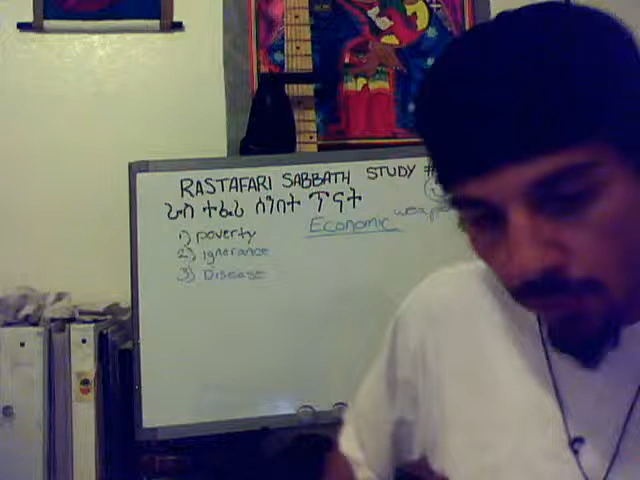 RASTAFARI SABBATH STUDY #
ራስ ተፈሪ ሰንበት ጥናት
Economic
1) poverty
2) Ignorance
3) Disease